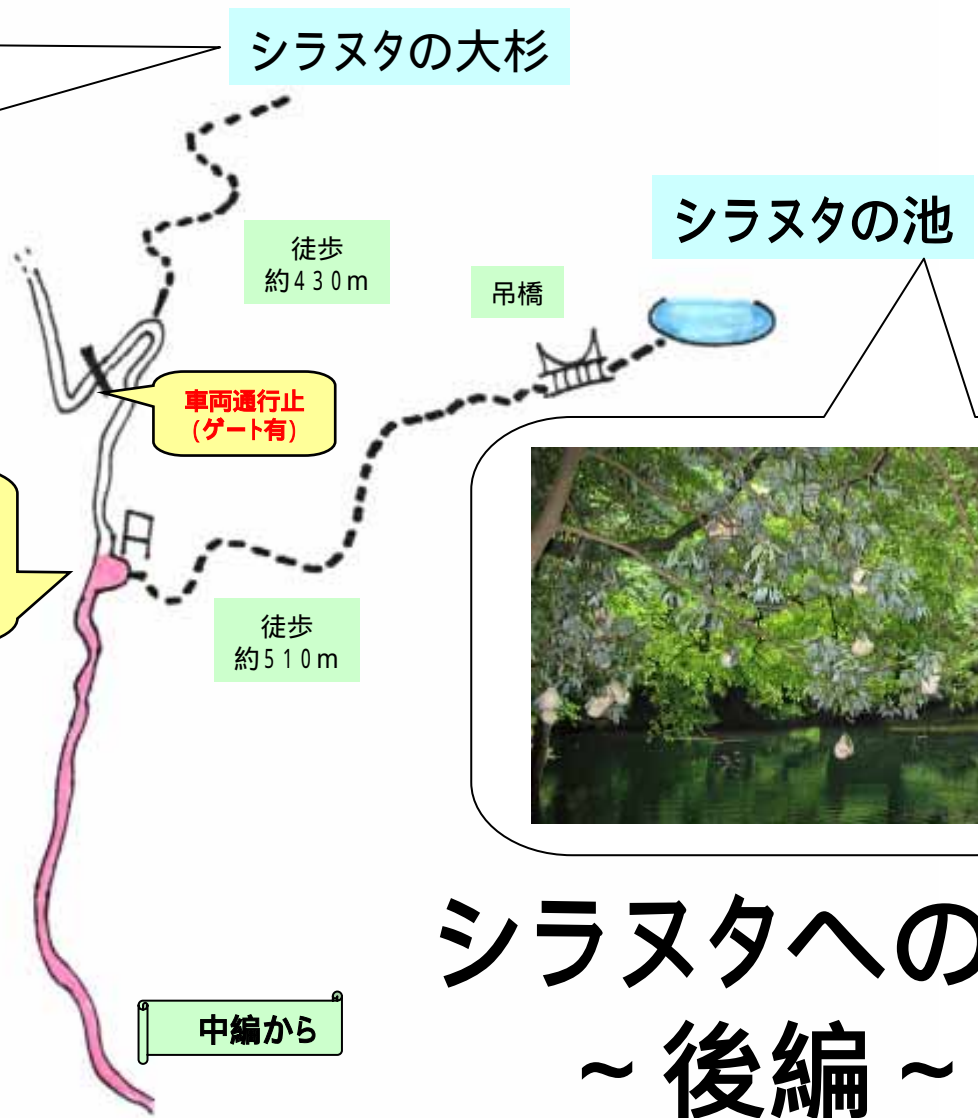 シラヌタの大杉
シラヌタの池
徒歩
約430m
吊橋
車両通行止
(ゲート有)
徒歩
約510m
中編から
シラヌタへの
~後編~